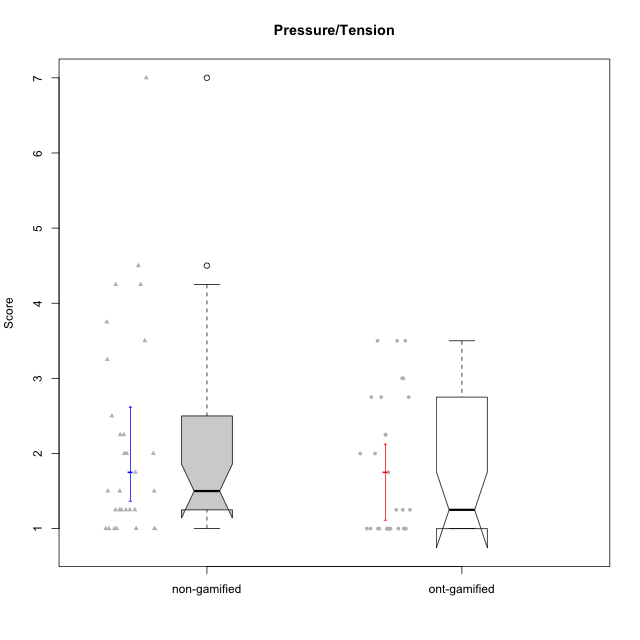 Pressure/Tension
Score
7
6
5
4
3
2
1
non-gamified
ont-gamified